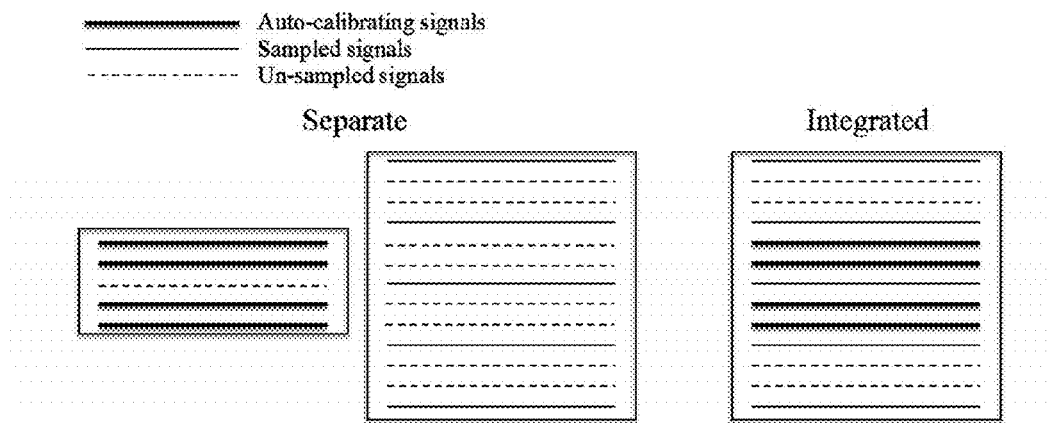 Auto-calibrating signals
Sampled signals
Un-sampled signals
Separate
Integrated